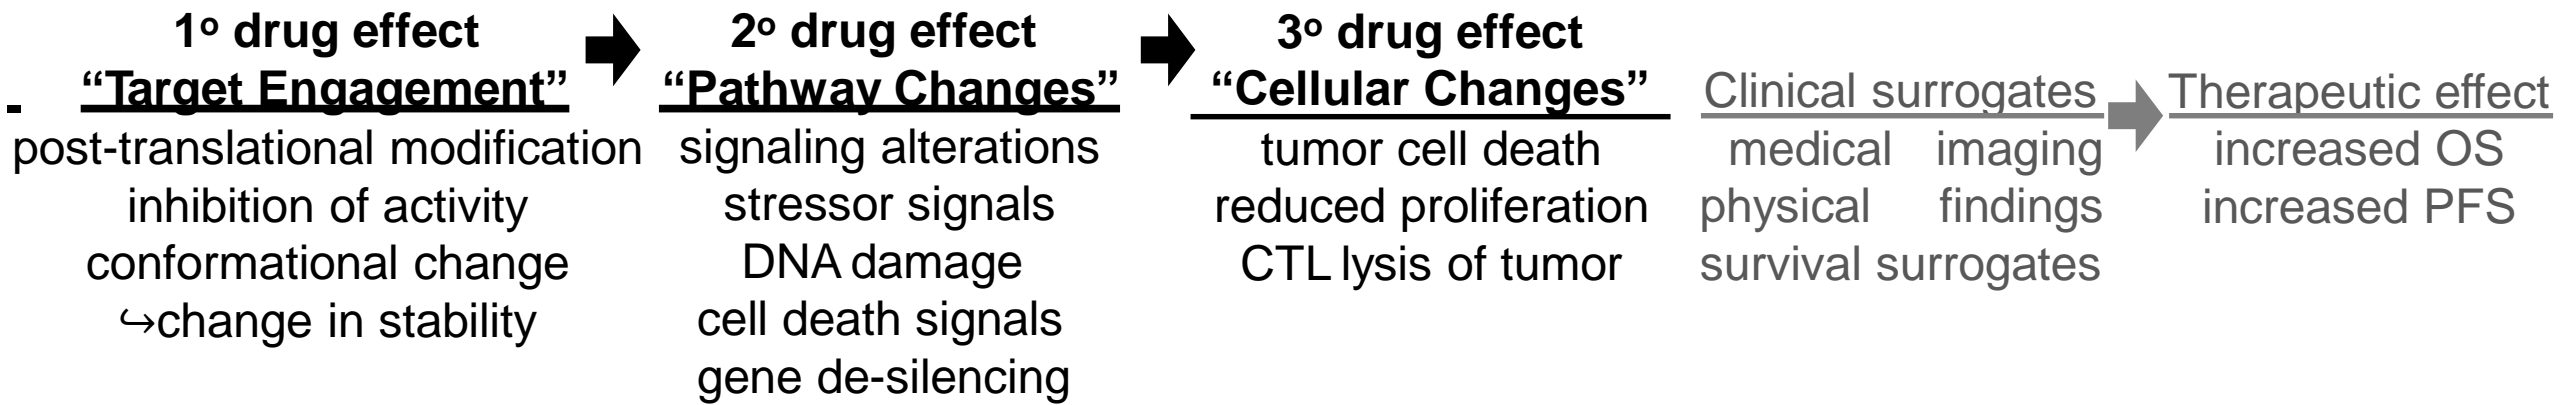 1º drug effect
“Target Engagement”
post-translational modification
inhibition of activity
conformational change
↪change in stability
2º drug effect
“Pathway Changes”
signaling alterations
stressor signals
DNA damage
cell death signals
gene de-silencing
3º drug effect
“Cellular Changes”
tumor cell death
reduced proliferation
CTL lysis of tumor
Clinical surrogates
medical imaging
physical findings
survival surrogates
Therapeutic effect
increased OS
increased PFS